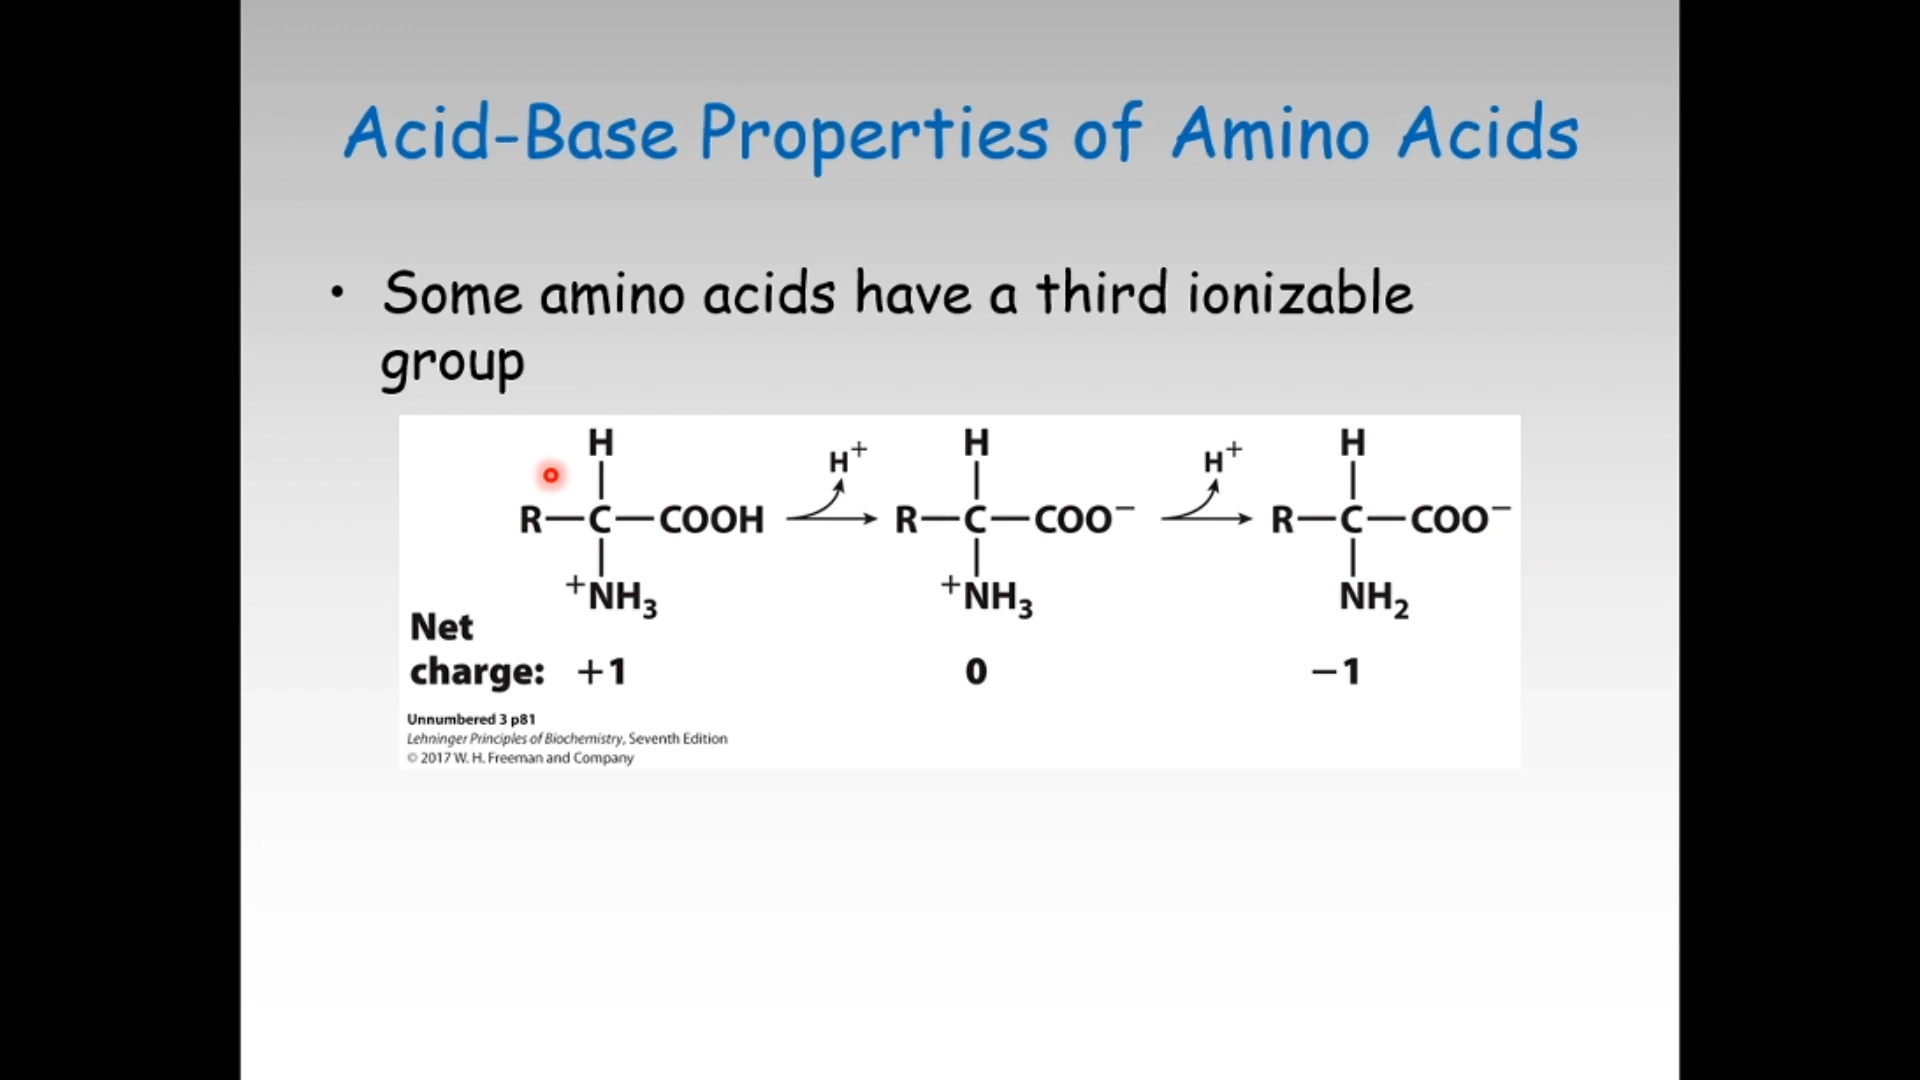 Acid-Base Properties of Amino Acids
• Some amino acids have a third ionizable
group
H H⁺ H H⁺ H
R—C—COOH R—C—COO⁻ R—C—COO⁻
⁺NH₃ ⁺NH₃ NH₂
Net
charge: +1 0 −1
Unnumbered 3 p81
Lehninger Principles of Biochemistry, Seventh Edition
© 2017 W. H. Freeman and Company